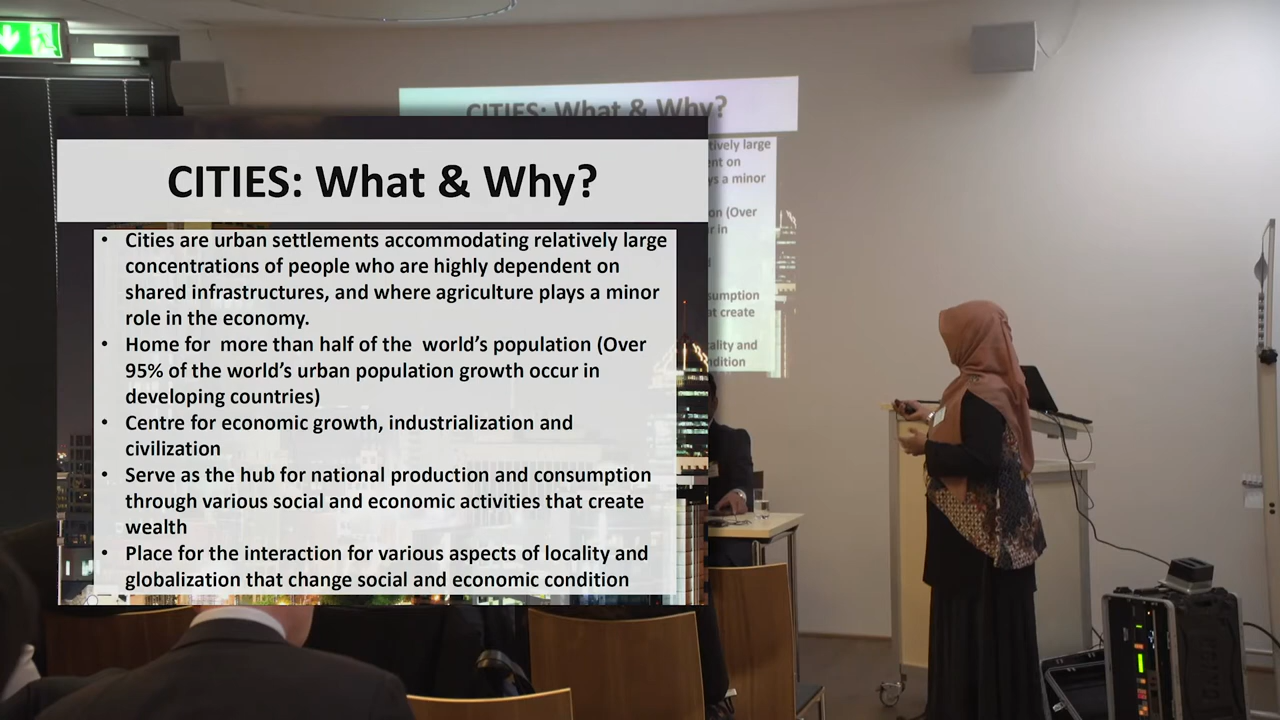 CITIES: What & Why?
CITIES: What & Why?
• Cities are urban settlements accommodating relatively large
concentrations of people who are highly dependent on
shared infrastructures, and where agriculture plays a minor
role in the economy.
• Home for more than half of the world's population (Over
95% of the world's urban population growth occur in
developing countries)
• Centre for economic growth, industrialization and
civilization
• Serve as the hub for national production and consumption
through various social and economic activities that create
wealth
• Place for the interaction for various aspects of locality and
globalization that change social and economic condition
tively large
ent on
ys a minor
on (Over
r in
sumption
at create
ality and
ndition